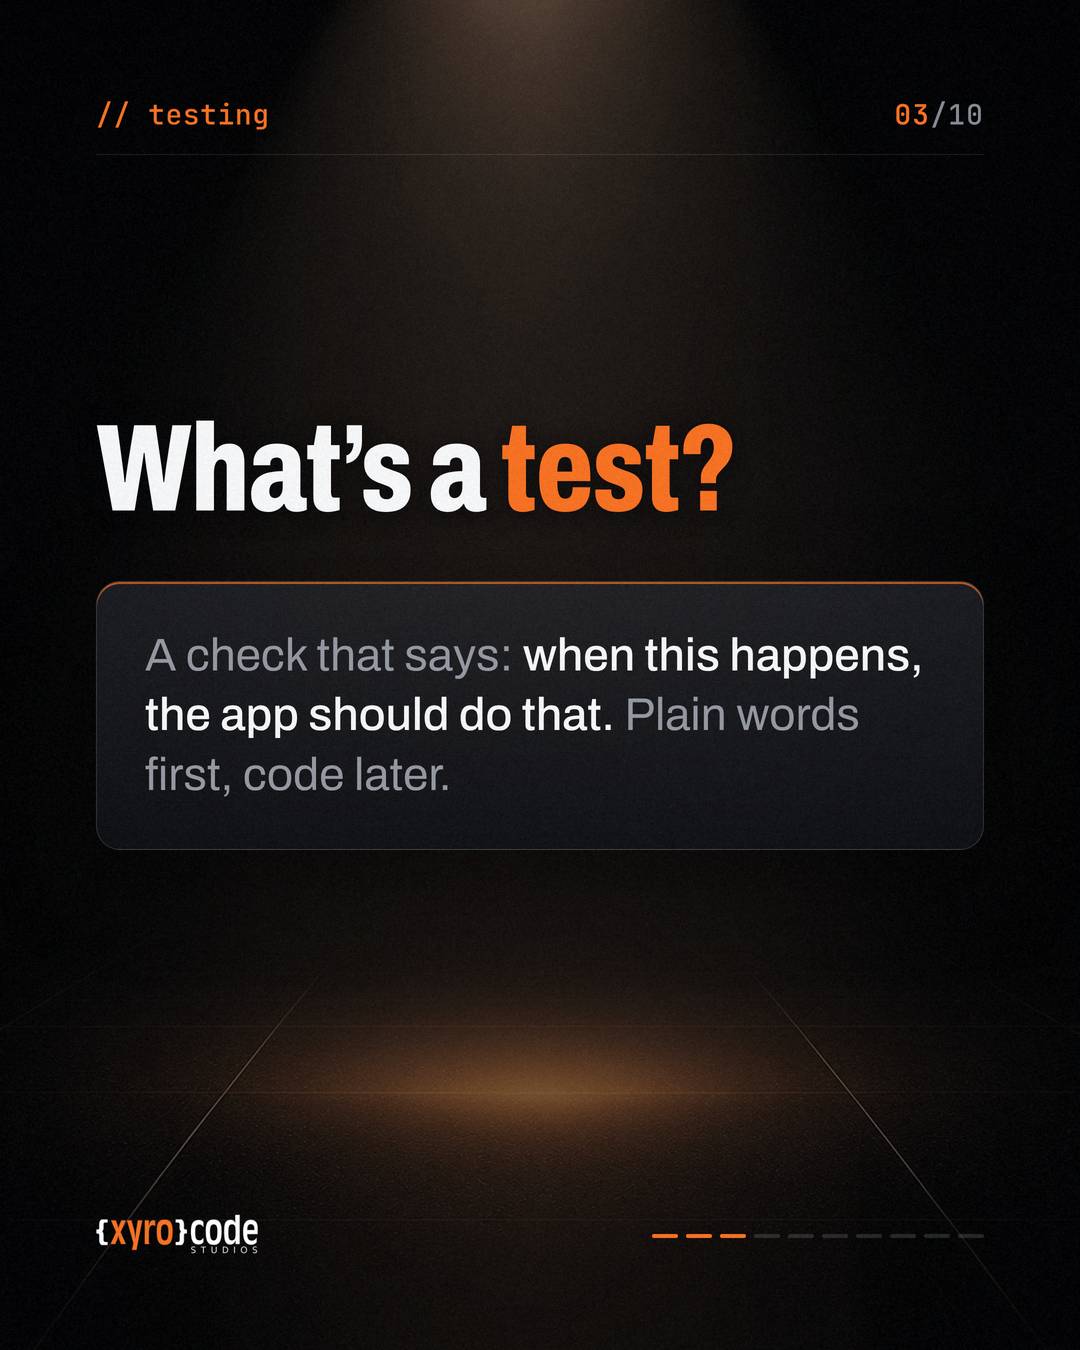 // testing
03/10
What’s a test?
A check that says: when this happens,
the app should do that. Plain words
first, code later.
{xyro}code
STUDIOS